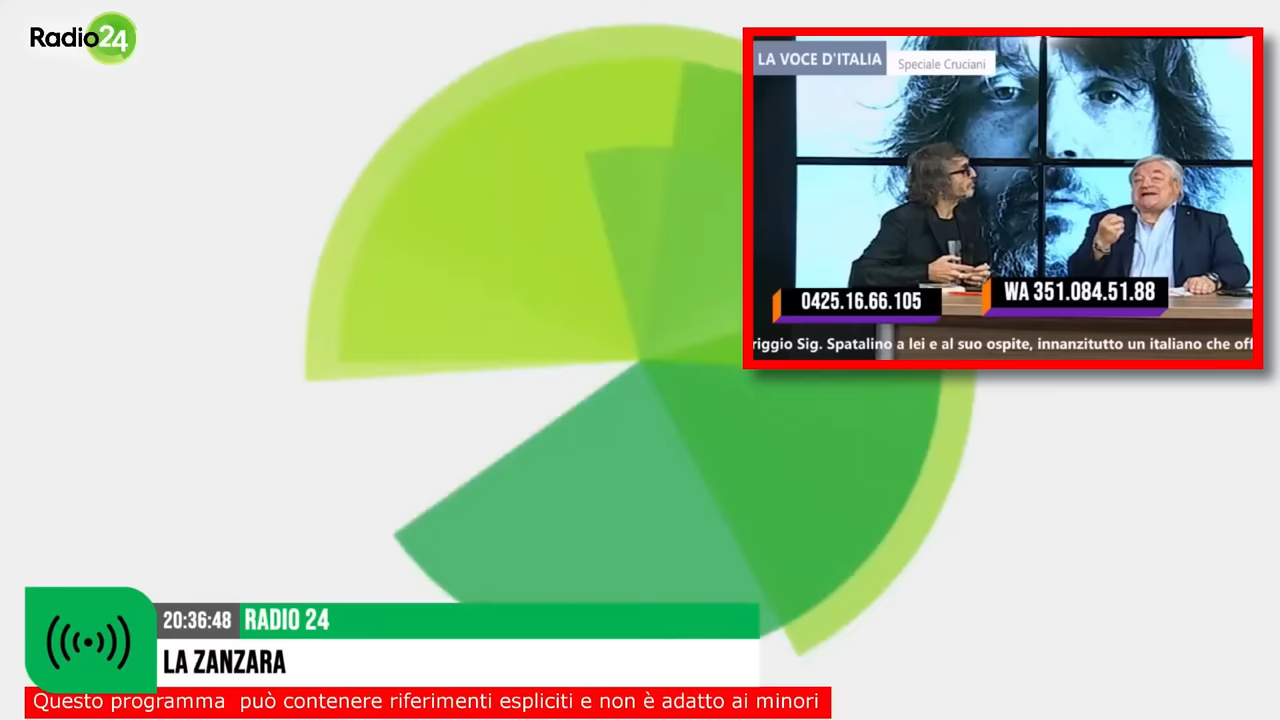 Radio24
LA VOCE D'ITALIA
Speciale Cruciani
0425.16.66.105
WA 351.084.51.88
riggio Sig. Spatalino a lei e al suo ospite, innanzitutto un italiano che off
20:36:48
RADIO 24
LA ZANZARA
Questo programma può contenere riferimenti espliciti e non è adatto ai minori